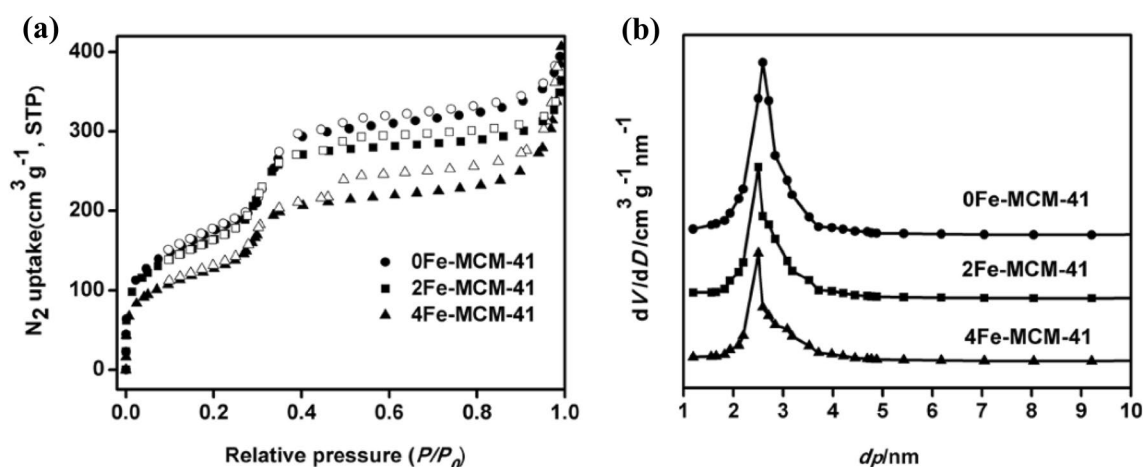 (a)
N₂ uptake(cm³ g⁻¹, STP)
400
300
200
100
0
0Fe-MCM-41
2Fe-MCM-41
4Fe-MCM-41
0.0 0.2 0.4 0.6 0.8 1.0
Relative pressure (P/P₀)
(b)
dV/dD/cm³ g⁻¹ nm⁻¹
0Fe-MCM-41
2Fe-MCM-41
4Fe-MCM-41
1 2 3 4 5 6 7 8 9 10
dp/nm